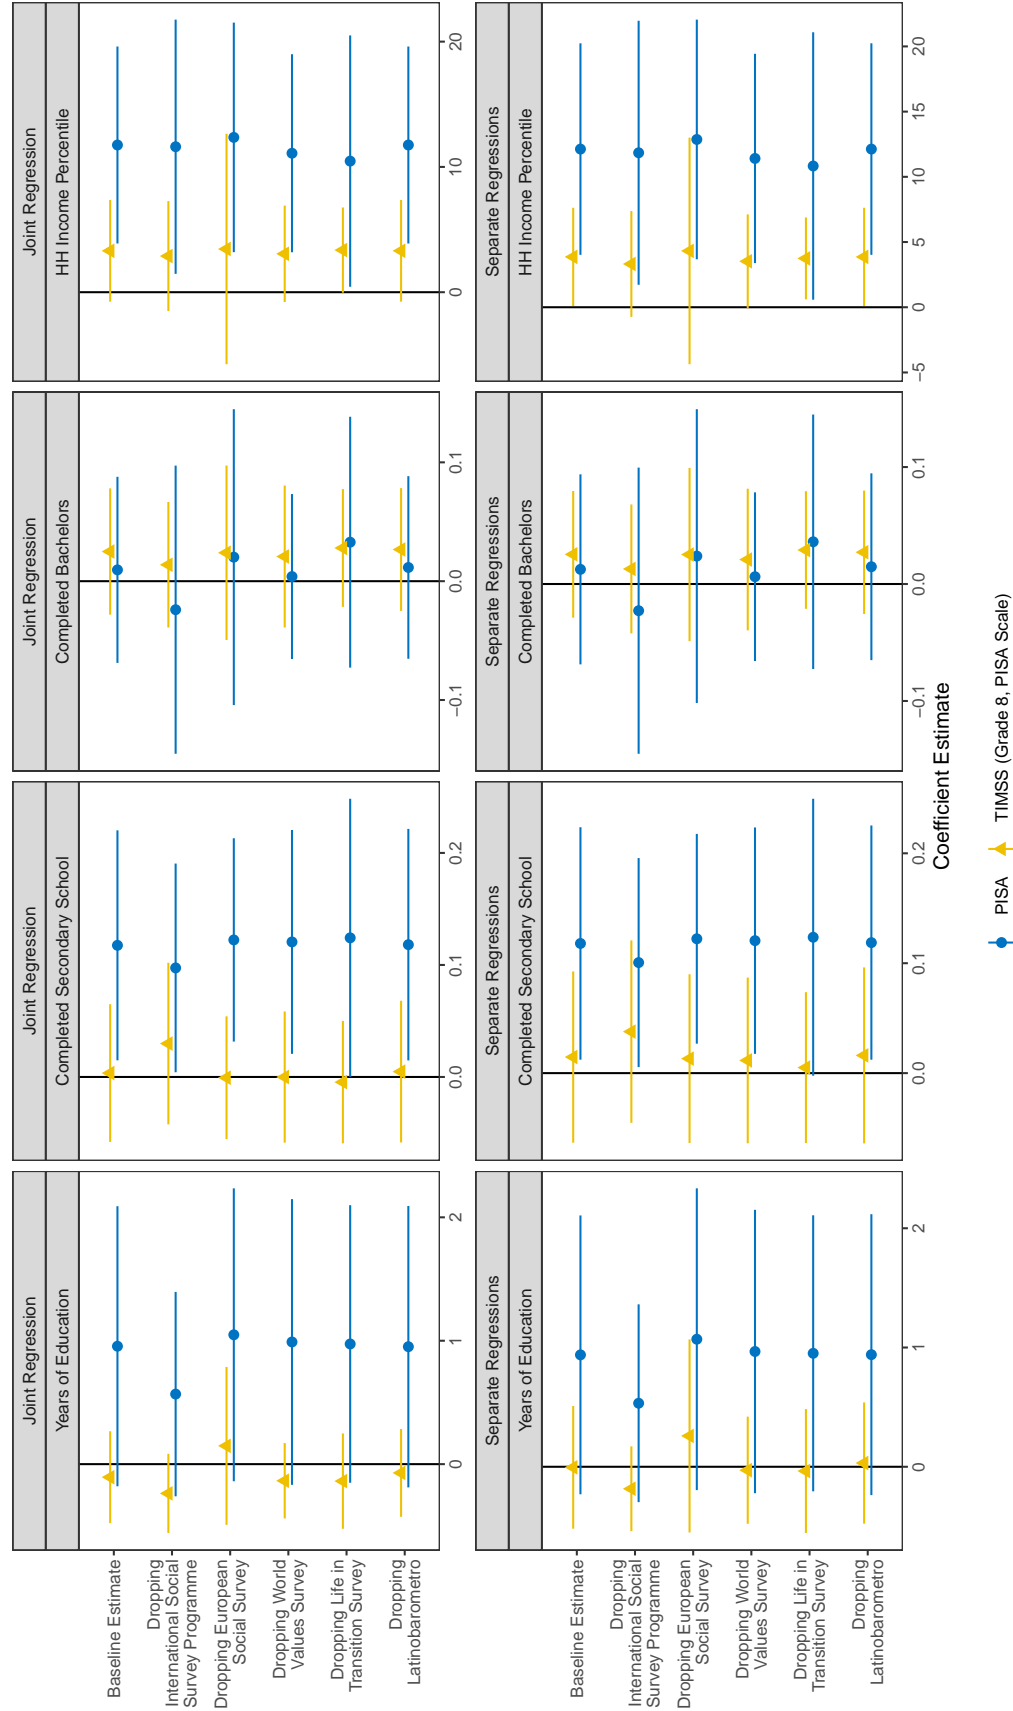 Joint Regression
Years of Education
Joint Regression
Completed Secondary School
Joint Regression
Completed Bachelors
Joint Regression
HH Income Percentile
Baseline Estimate
Dropping
International Social
Survey Programme
Dropping European
Social Survey
Dropping World
Values Survey
Dropping Life in
Transition Survey
Dropping
Latinobarometro
0
1
2
0.0
0.1
0.2
−0.1
0.0
0.1
0
10
20
Separate Regressions
Years of Education
Separate Regressions
Completed Secondary School
Separate Regressions
Completed Bachelors
Separate Regressions
HH Income Percentile
Baseline Estimate
Dropping
International Social
Survey Programme
Dropping European
Social Survey
Dropping World
Values Survey
Dropping Life in
Transition Survey
Dropping
Latinobarometro
0
1
2
0.0
0.1
0.2
−0.1
0.0
0.1
−5
0
5
10
15
20
Coefficient Estimate
PISA
TIMSS (Grade 8, PISA Scale)